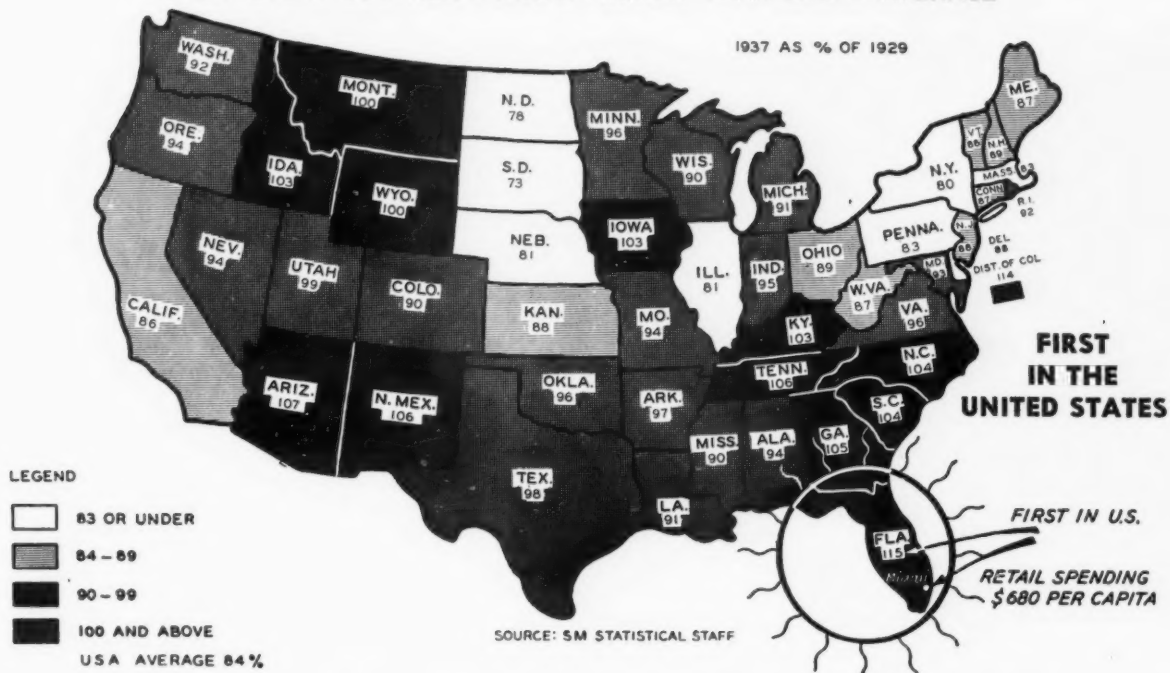 1937 AS % OF 1929
WASH.
92
ORE.
94
CALIF.
86
NEV.
94
IDA.
103
MONT.
100
WYO.
100
UTAH
99
COLO.
90
ARIZ.
107
N. MEX.
106
N.D.
78
S.D.
73
NEB.
81
KAN.
88
OKLA.
96
TEX.
98
MINN.
96
IOWA
103
MO.
94
ARK.
97
LA.
91
WIS.
90
ILL.
81
MICH.
91
IND.
95
OHIO
89
KY.
103
TENN.
106
MISS.
90
ALA.
94
GA.
105
FLA.
115
Miami
S.C.
104
N.C.
104
VA.
96
W.VA.
87
MD.
93
PENNA.
83
N.Y.
80
N.J.
88
DEL
88
DIST. OF COL
114
CONN
87
R.I.
92
MASS.
83
VT.
88
N.H.
89
ME.
87
FIRST
IN THE
UNITED STATES
FIRST IN U.S.
RETAIL SPENDING
$680 PER CAPITA
LEGEND
83 OR UNDER
84-89
90-99
100 AND ABOVE
USA AVERAGE 84%
SOURCE: SM STATISTICAL STAFF